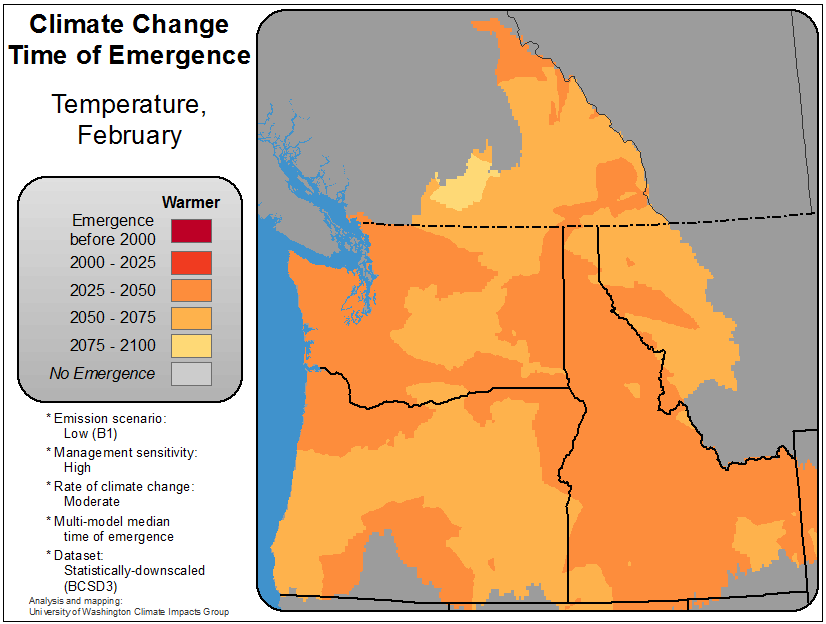 Climate Change
Time of Emergence
Temperature,
February
Warmer
Emergence
before 2000
2000 - 2025
2025 - 2050
2050 - 2075
2075 - 2100
No Emergence
* Emission scenario:
Low (B1)
* Management sensitivity:
High
* Rate of climate change:
Moderate
* Multi-model median
time of emergence
* Dataset:
Statistically-downscaled
(BCSD3)
Analysis and mapping:
University of Washington Climate Impacts Group